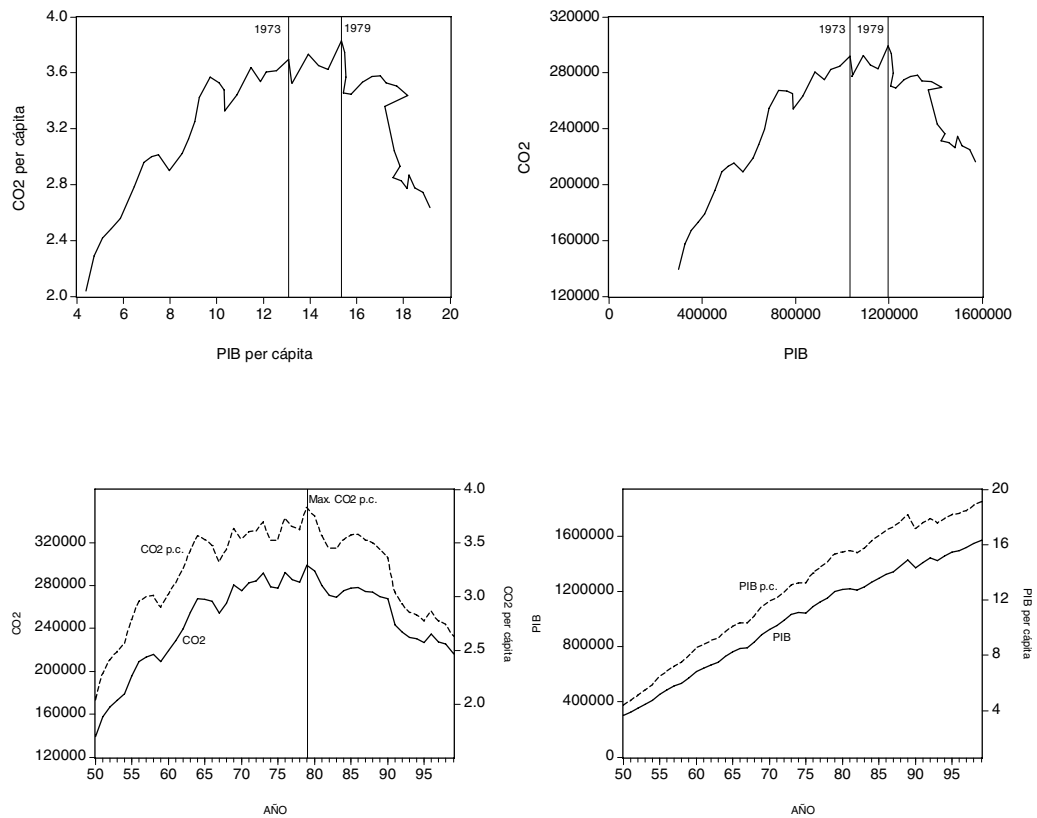 4.0
3.6
3.2
2.8
2.4
2.0
CO2 per cápita
1973
1979
4 6 8 10 12 14 16 18 20
PIB per cápita
320000
280000
240000
200000
160000
120000
CO2
1973
1979
0 400000 800000 1200000 1600000
PIB
320000
280000
240000
200000
160000
120000
CO2
Max. CO2 p.c.
CO2 p.c.
CO2
4.0
3.5
3.0
2.5
2.0
CO2 per cápita
50 55 60 65 70 75 80 85 90 95
AÑO
1600000
1200000
800000
400000
0
PIB
PIB p.c.
PIB
20
16
12
8
4
PIB per cápita
50 55 60 65 70 75 80 85 90 95
AÑO